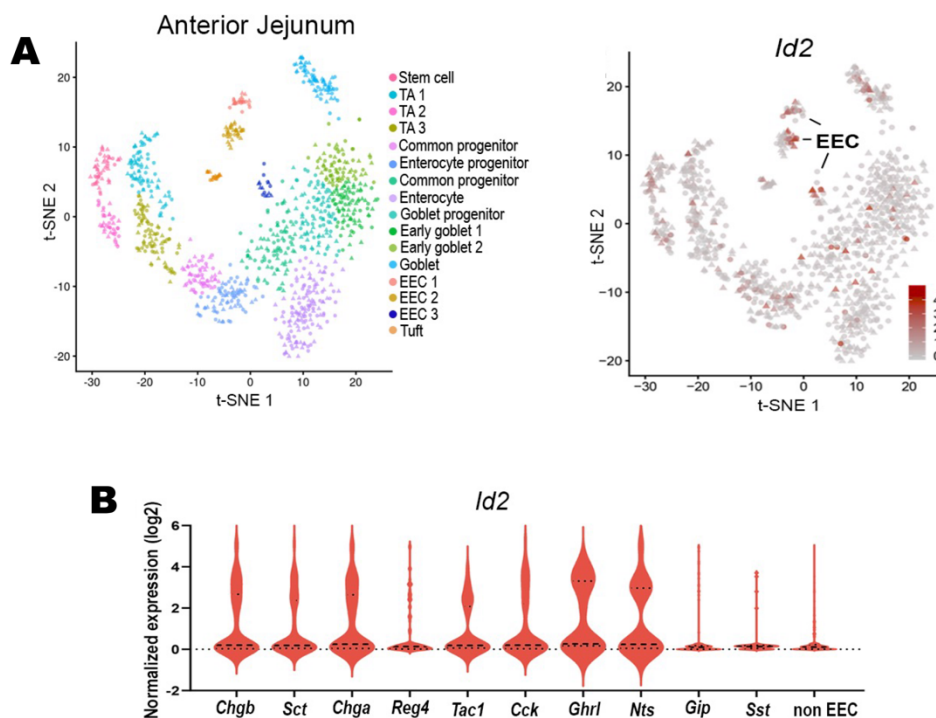 A
Anterior Jejunum
t-SNE 2
20
10
0
-10
-20
-30
-20
-10
0
10
20
t-SNE 1
Stem cell
TA 1
TA 2
TA 3
Common progenitor
Enterocyte progenitor
Common progenitor
Enterocyte
Goblet progenitor
Early goblet 1
Early goblet 2
Goblet
EEC 1
EEC 2
EEC 3
Tuft
Id2
EEC
t-SNE 2
20
10
0
−10
−20
−30
−20
−10
0
10
20
t-SNE 1
B
Id2
Normalized expression (log2)
6
4
2
0
-2
Chgb Sct Chga Reg4 Tac1 Cck Ghrl Nts Gip Sst non EEC